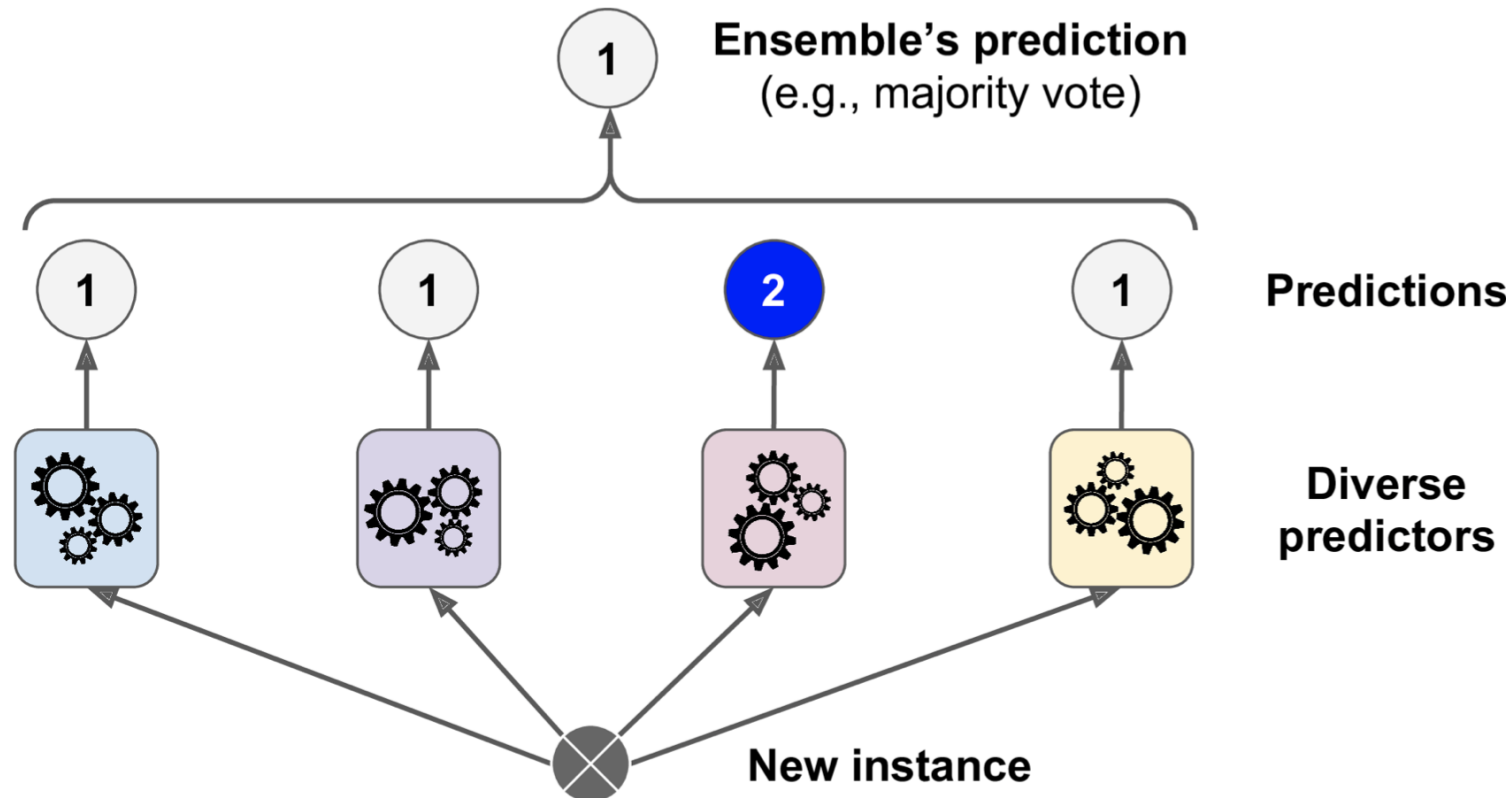 1
Ensemble’s prediction
(e.g., majority vote)
1
1
2
1
Predictions
Diverse
predictors
New instance